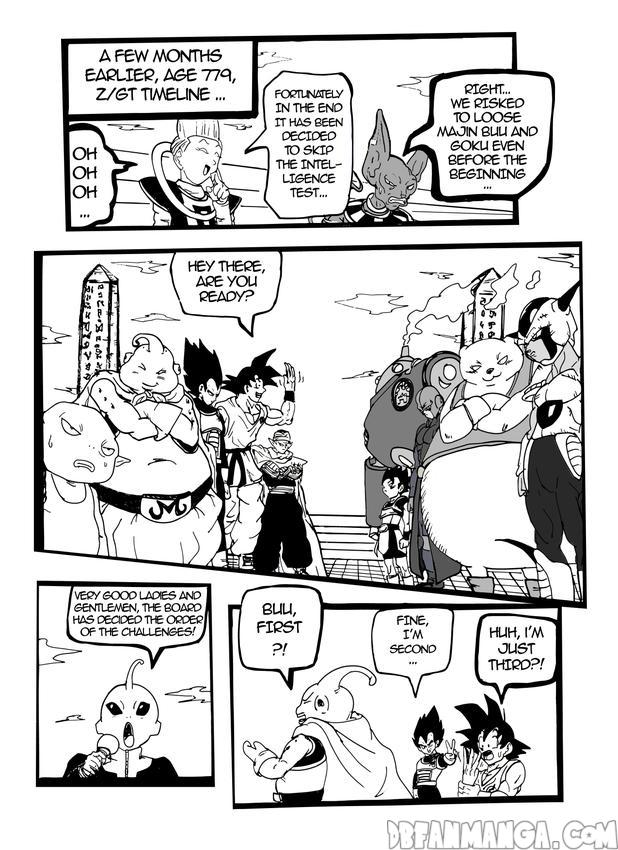 A FEW MONTHS
EARLIER, AGE 779,
Z/GT TIMELINE ...
OH
OH
OH
...
FORTUNATELY
IN THE END
IT HAS BEEN
DECIDED
TO SKIP
THE INTEL-
LIGENCE
TEST...
RIGHT...
WE RISKED
TO LOOSE
MAJIN BUU AND
GOKU EVEN
BEFORE THE
BEGINNING
...
HEY THERE,
ARE YOU
READY?
M
VERY GOOD LADIES AND
GENTLEMEN, THE BOARD
HAS DECIDED THE ORDER
OF THE CHALLENGES!
BUU,
FIRST
?!
FINE,
I'M
SECOND
...
HUH, I'M
JUST
THIRD?!
DBFANMANGA.COM